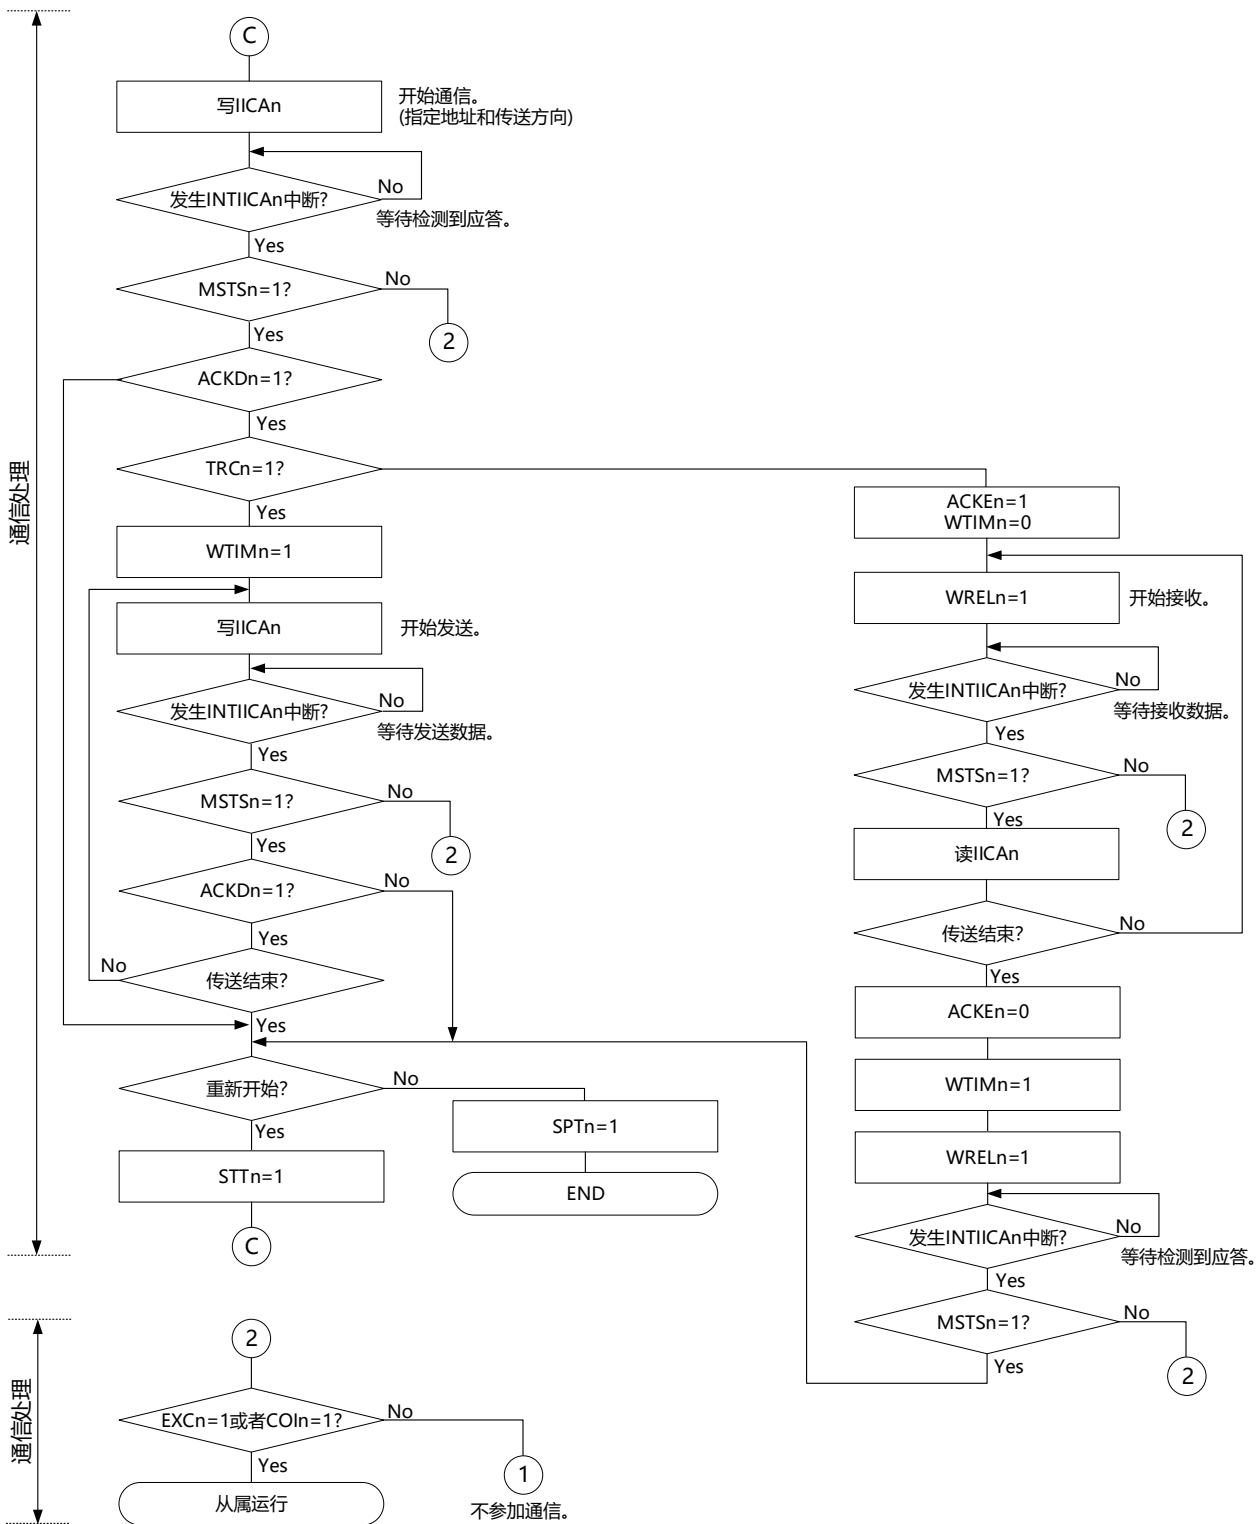 C
写IICAn
开始通信。
(指定地址和传送方向)
发生INTIICAn中断?
No
等待检测到应答。
Yes
MSTSn=1?
No
2
Yes
ACKDn=1?
Yes
TRCn=1?
Yes
WTIMn=1
写IICAn
开始发送。
发生INTIICAn中断?
No
等待发送数据。
Yes
MSTSn=1?
No
2
Yes
ACKDn=1?
No
Yes
No
传送结束?
Yes
重新开始?
No
Yes
SPTn=1
STTn=1
END
C
通信处理
ACKEn=1
WTIMn=0
WRELn=1
开始接收。
发生INTIICAn中断?
No
等待接收数据。
Yes
MSTSn=1?
No
2
Yes
读IICAn
传送结束?
No
Yes
ACKEn=0
WTIMn=1
WRELn=1
发生INTIICAn中断?
No
等待检测到应答。
Yes
MSTSn=1?
No
2
Yes
通信处理
2
EXCn=1或者COIn=1?
No
Yes
1
从属运行
不参加通信。